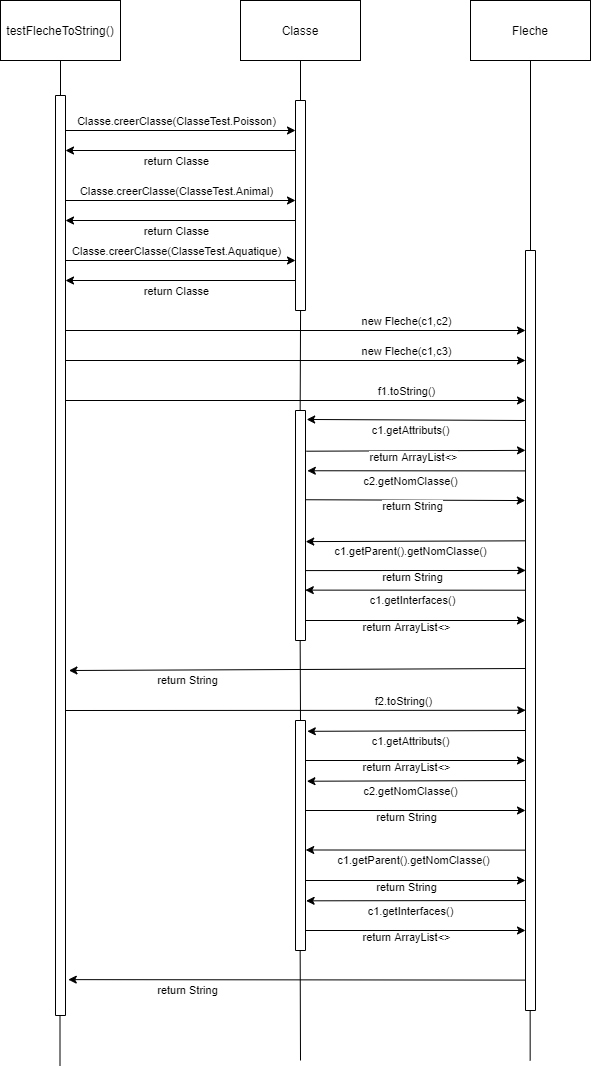 testFlecheToString()
Classe
Fleche
Classe.creerClasse(ClasseTest.Poisson)
return Classe
Classe.creerClasse(ClasseTest.Animal)
return Classe
Classe.creerClasse(ClasseTest.Aquatique)
return Classe
new Fleche(c1,c2)
new Fleche(c1,c3)
f1.toString()
c1.getAttributs()
return ArrayList<>
c2.getNomClasse()
return String
c1.getParent().getNomClasse()
return String
c1.getInterfaces()
return ArrayList<>
return String
f2.toString()
c1.getAttributs()
return ArrayList<>
c2.getNomClasse()
return String
c1.getParent().getNomClasse()
return String
c1.getInterfaces()
return ArrayList<>
return String